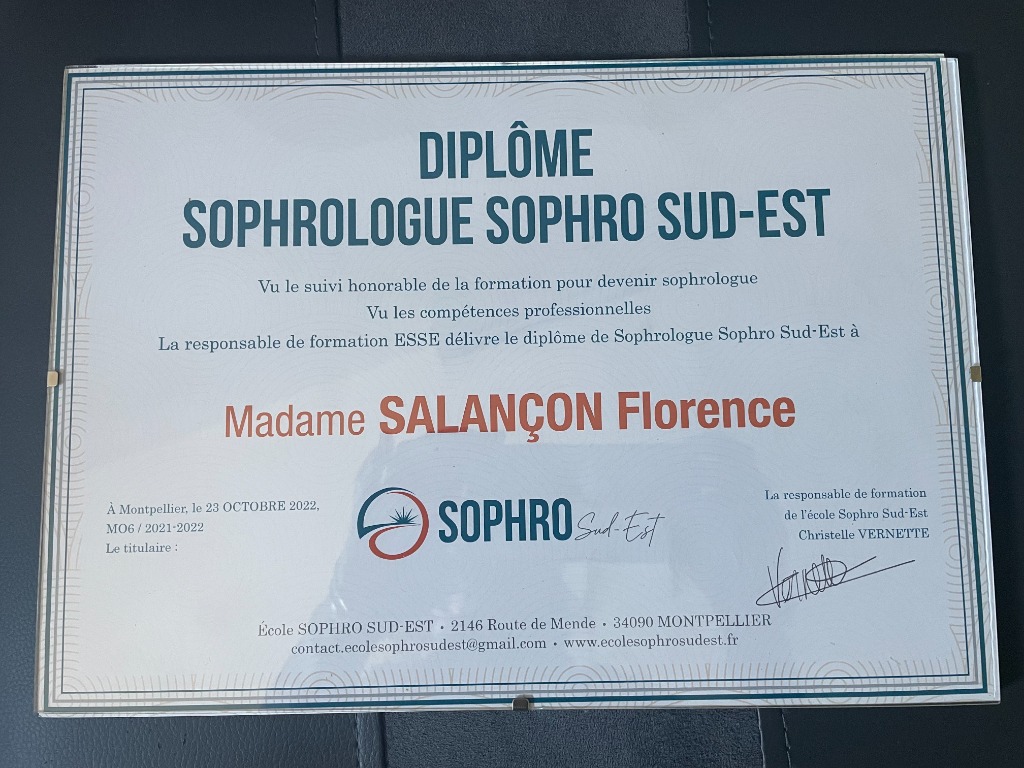 DIPLÔME
SOPHROLOGUE SOPHRO SUD-EST
Vu le suivi honorable de la formation pour devenir sophrologue
Vu les compétences professionnelles
La responsable de formation ESSE délivre le diplôme de Sophrologue Sophro Sud-Est à
Madame SALANÇON Florence
À Montpellier, le 23 OCTOBRE 2022,
MO6 / 2021-2022
Le titulaire :
SOPHRO Sud-Est
La responsable de formation
de l'école Sophro Sud-Est
Christelle VERNETTE
Vernette
École SOPHRO SUD-EST • 2146 Route de Mende • 34090 MONTPELLIER
contact.ecolesophrosudest@gmail.com • www.ecolesophrosudest.fr